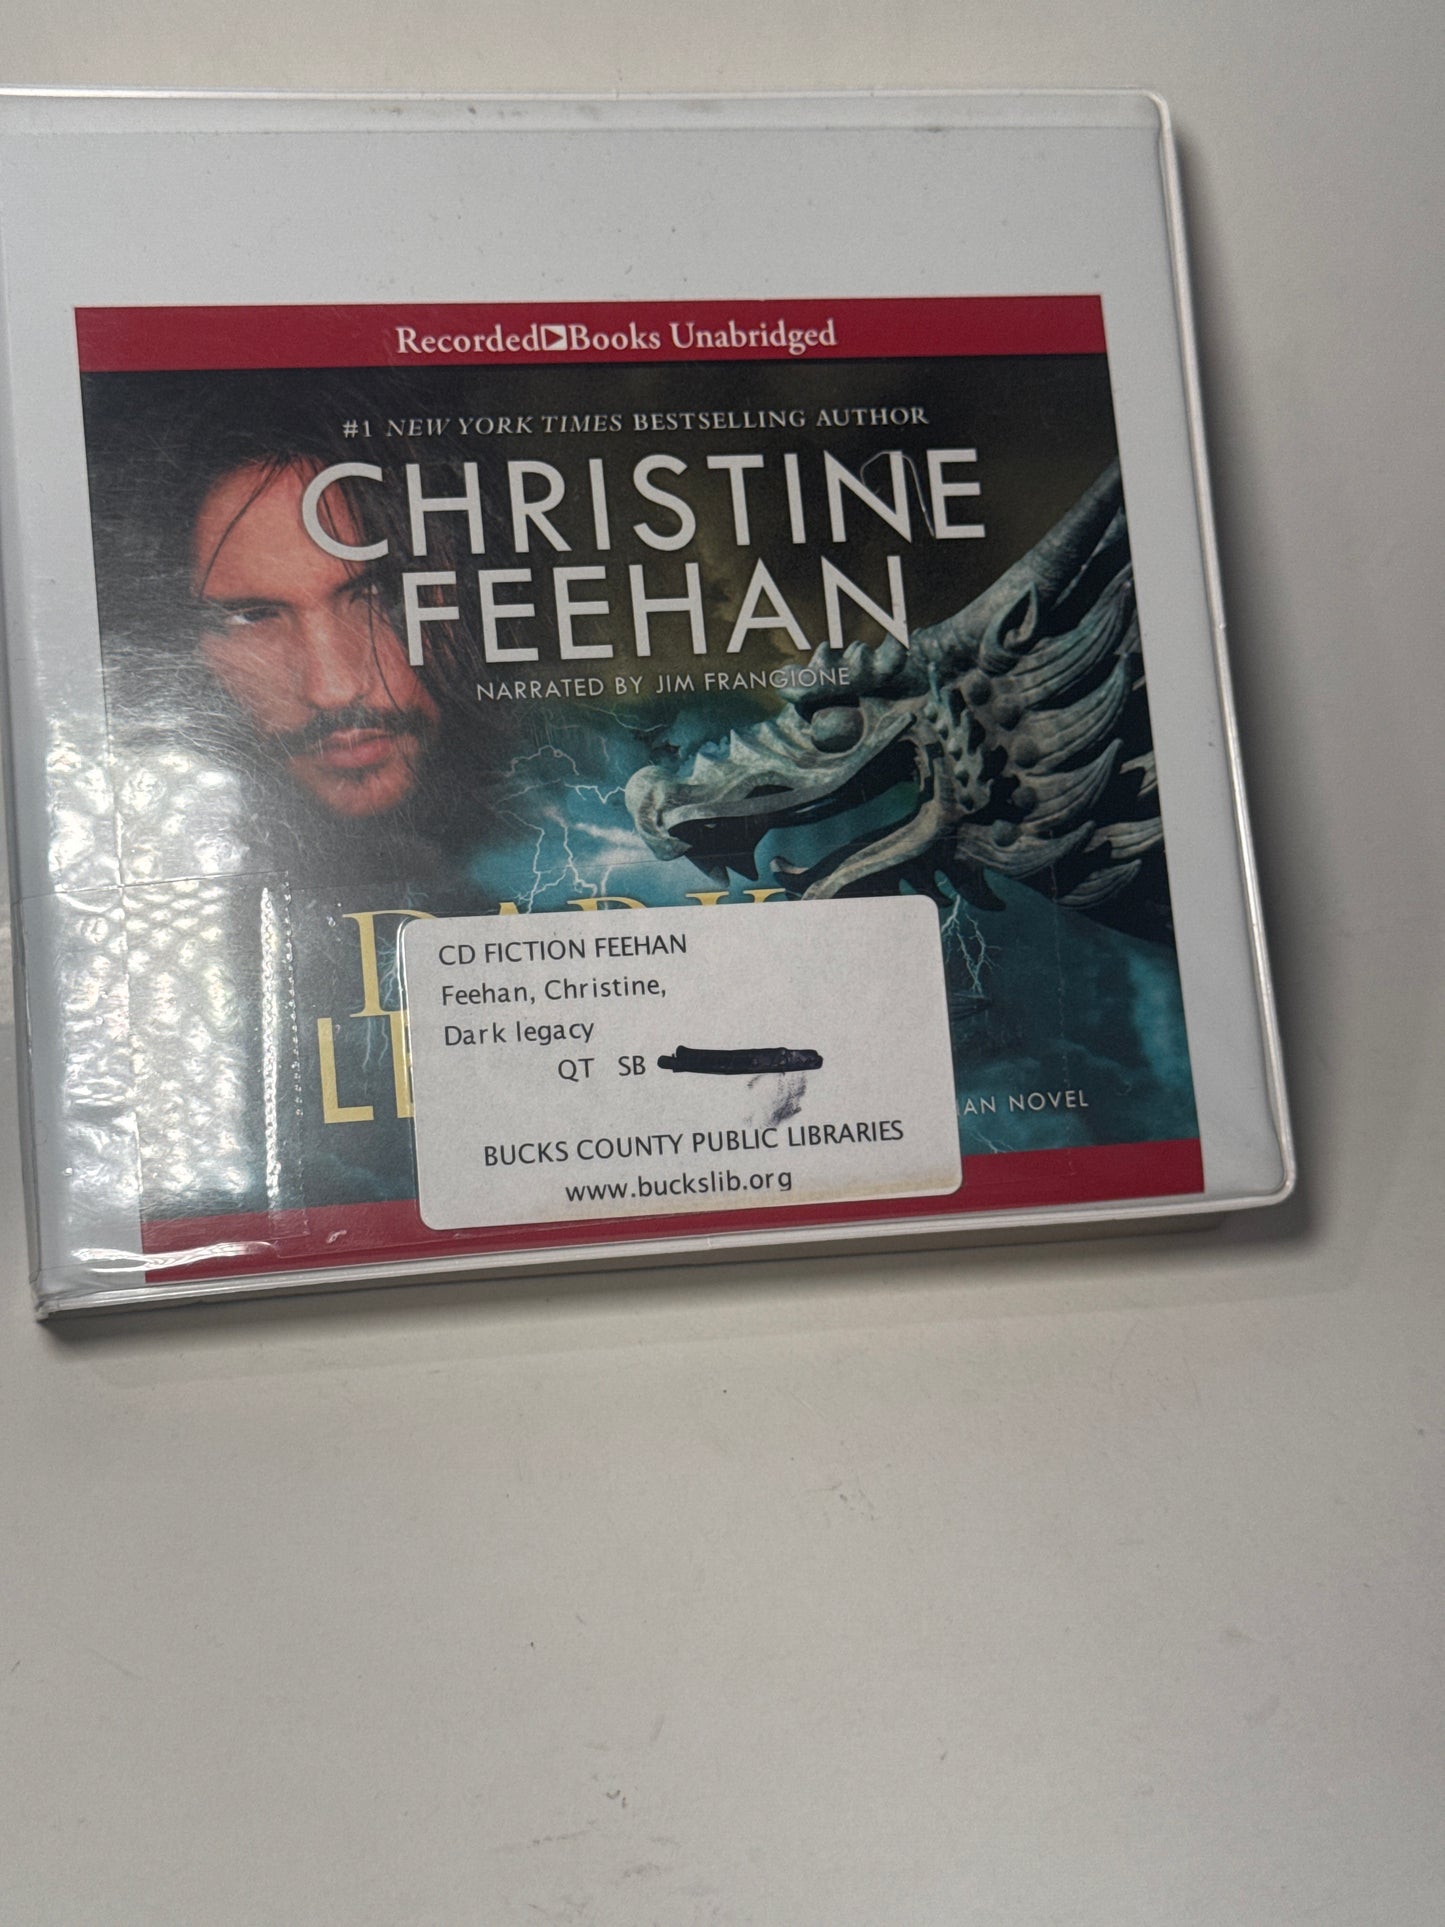 Recorded Books Unabridged
#1 NEW YORK TIMES BESTSELLING AUTHOR
CHRISTINE
FEEHAN
NARRATED BY JIM FRANGIONE
DARK
CD FICTION FEEHAN
Feehan, Christine,
Dark legacy
QT SB
AN NOVEL
BUCKS COUNTY PUBLIC LIBRARIES
www.buckslib.org